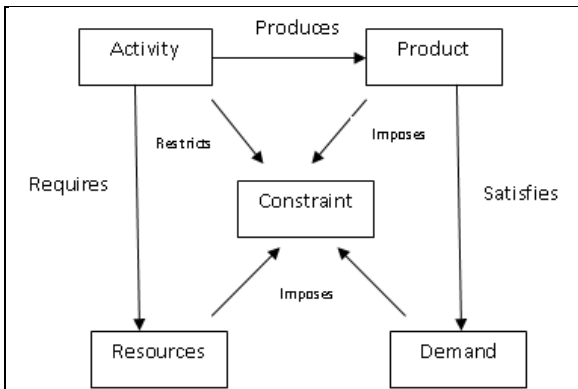 Produces
Activity
Product
Restricts
Imposes
Requires
Constraint
Satisfies
Imposes
Resources
Demand